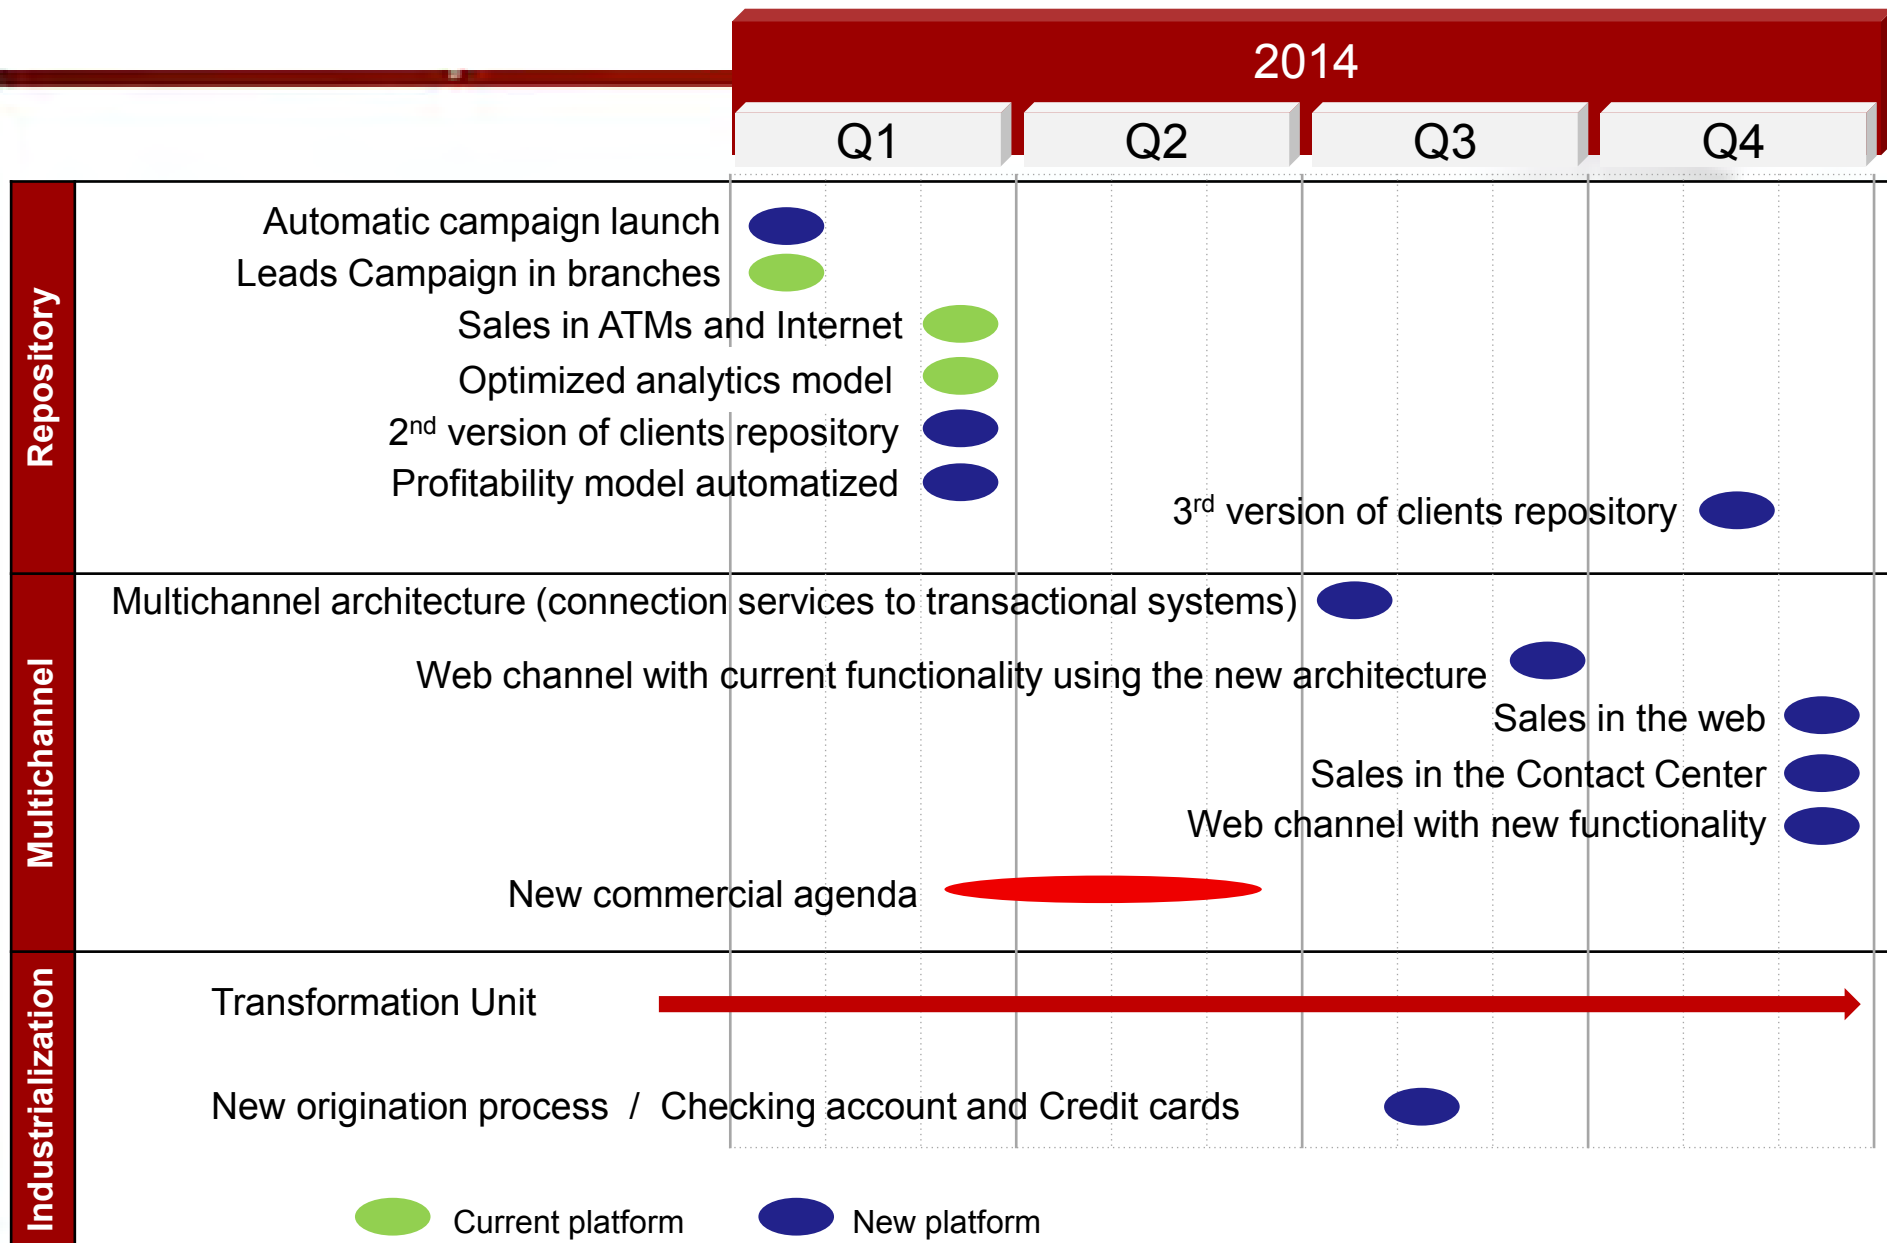 2014
Q1
Q2
Q3
Q4
Repository
Automatic campaign launch
Leads Campaign in branches
Sales in ATMs and Internet
Optimized analytics model
2nd version of clients repository
Profitability model automatized
3rd version of clients repository
Multichannel
Multichannel architecture (connection services to transactional systems)
Web channel with current functionality using the new architecture
Sales in the web
Sales in the Contact Center
Web channel with new functionality
New commercial agenda
Industrialization
Transformation Unit
New origination process / Checking account and Credit cards
Current platform
New platform